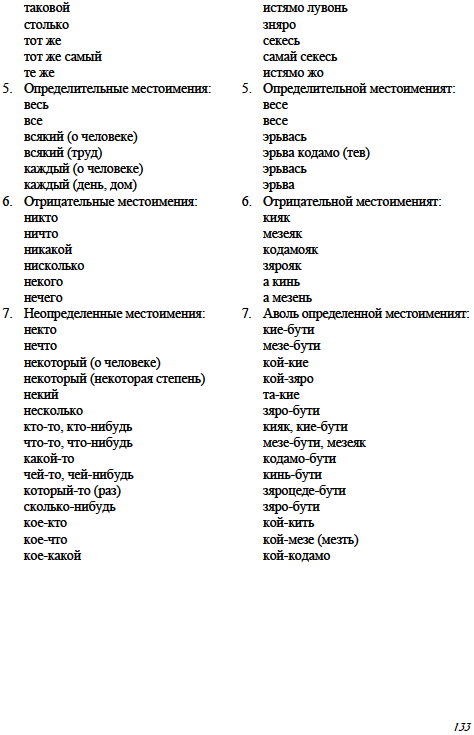 таковой истямо лувонь
столько зняро
тот же секесь
тот же самый самай секесь
те же истямо жо
5. Определительные местоимения: 5. Определительной местоименият:
весь весе
все весе
всякий (о человеке) эрьвась
всякий (труд) эрьва кодамо (тев)
каждый (о человеке) эрьвась
каждый (день, дом) эрьва
6. Отрицательные местоимения: 6. Отрицательной местоименият:
никто кияк
ничто мезеяк
никакой кодамояк
нисколько зярояк
некого а кинь
нечего а мезень
7. Неопределенные местоимения: 7. Аволь определенной местоименият:
некто кие-бути
нечто мезе-бути
некоторый (о человеке) кой-кие
некоторый (некоторая степень) кой-зяро
некий та-кие
несколько зяро-бути
кто-то, кто-нибудь кияк, кие-бути
что-то, что-нибудь мезе-бути, мезеяк
какой-то кодамо-бути
чей-то, чей-нибудь кинь-бути
который-то (раз) зяроцеде-бути
сколько-нибудь зяро-бути
кое-кто кой-кить
кое-что кой-мезе (мезть)
кое-какой кой-кодамо
133